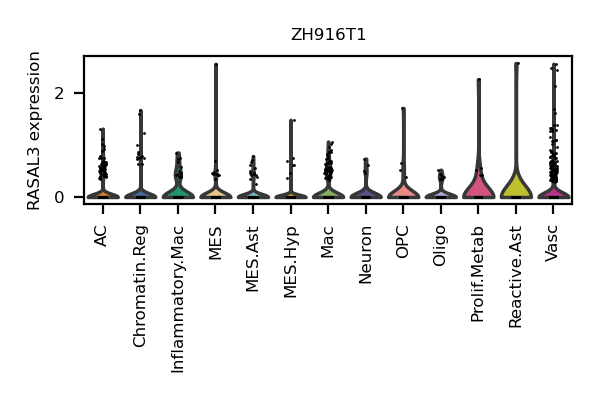 ZH916T1
RASAL3 expression
2
0
AC
Chromatin.Reg
Inflammatory.Mac
MES
MES.Ast
MES.Hyp
Mac
Neuron
OPC
Oligo
Prolif.Metab
Reactive.Ast
Vasc